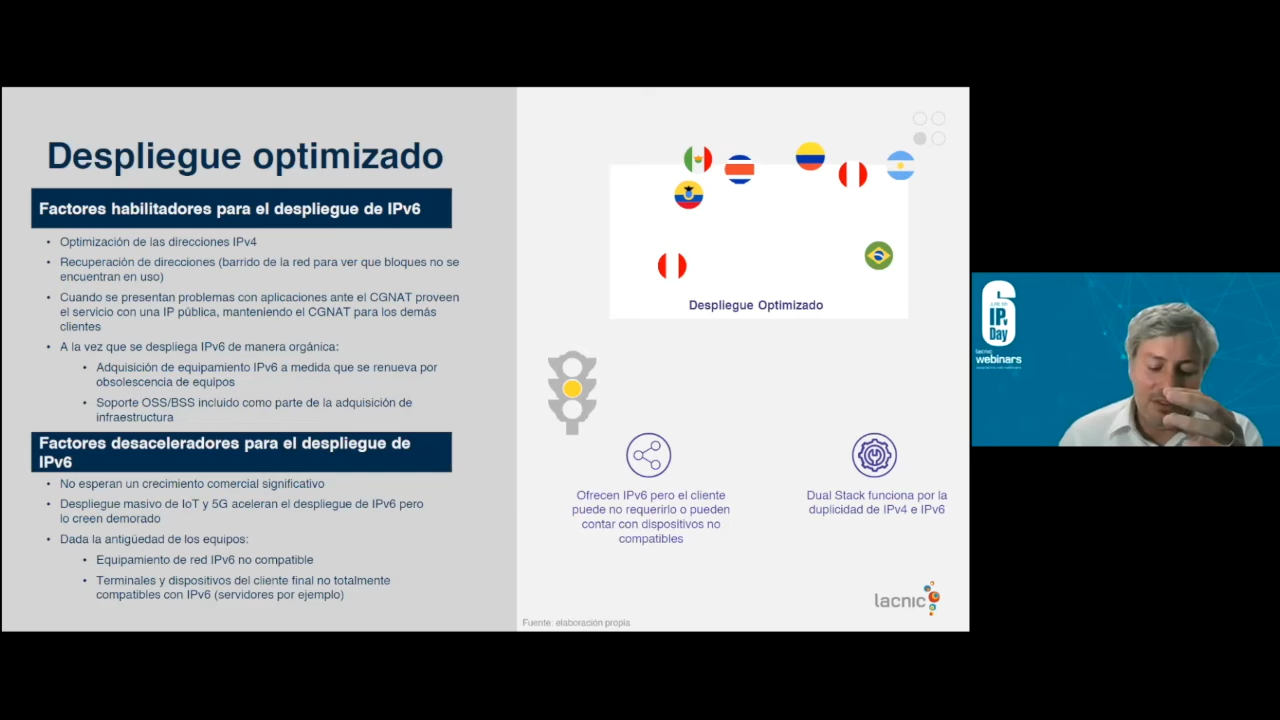 Despliegue optimizado
Factores habilitadores para el despliegue de IPv6
• Optimización de las direcciones IPv4
• Recuperación de direcciones (barrido de la red para ver que bloques no se
encuentran en uso)
• Cuando se presentan problemas con aplicaciones ante el CGNAT proveen
el servicio con una IP pública, manteniendo el CGNAT para los demás
clientes
• A la vez que se despliega IPv6 de manera orgánica:
• Adquisición de equipamiento IPv6 a medida que se renueva por
obsolescencia de equipos
• Soporte OSS/BSS incluido como parte de la adquisición de
infraestructura
Factores desaceleradores para el despliegue de
IPv6
• No esperan un crecimiento comercial significativo
• Despliegue masivo de IoT y 5G aceleran el despliegue de IPv6 pero
lo creen demorado
• Dada la antigüedad de los equipos:
• Equipamiento de red IPv6 no compatible
• Terminales y dispositivos del cliente final no totalmente
compatibles con IPv6 (servidores por ejemplo)
Despliegue Optimizado
Ofrecen IPv6 pero el cliente
puede no requerirlo o pueden
contar con dispositivos no
compatibles
Dual Stack funciona por la
duplicidad de IPv4 e IPv6
lacnic
Fuente: elaboración propia
6
IPv
Day
lacnic
webinars